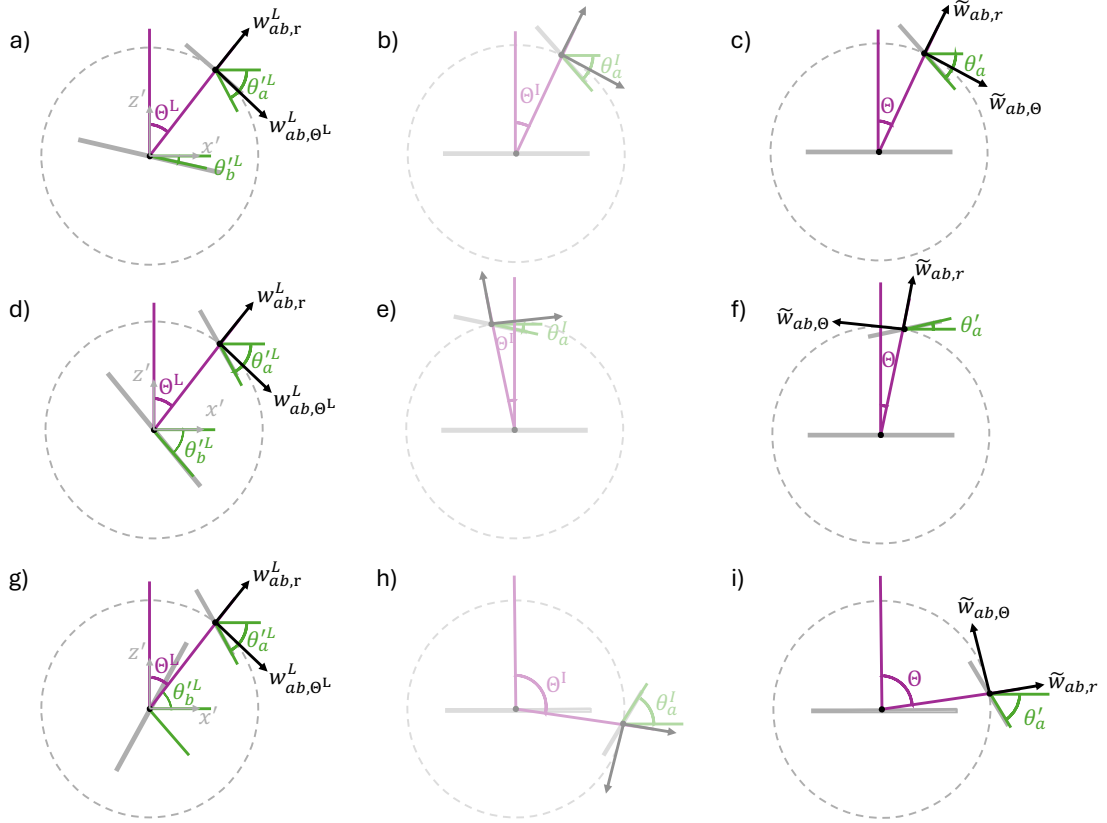 a)
w^L_{ab,r}
θ'^L_a
w^L_{ab,Θ^L}
Θ^L
z'
x'
θ'^L_b
b)
Θ^I
θ'^I_a
c)
w̃_{ab,r}
θ'_a
w̃_{ab,Θ}
Θ
d)
w^L_{ab,r}
θ'^L_a
w^L_{ab,Θ^L}
Θ^L
z'
x'
θ'^L_b
e)
Θ^I
θ'^I_a
f)
w̃_{ab,r}
w̃_{ab,Θ}
θ'_a
Θ
g)
w^L_{ab,r}
θ'^L_a
w^L_{ab,Θ^L}
Θ^L
z'
θ'^L_b
x'
h)
Θ^I
θ'^I_a
i)
w̃_{ab,Θ}
w̃_{ab,r}
Θ
θ'_a